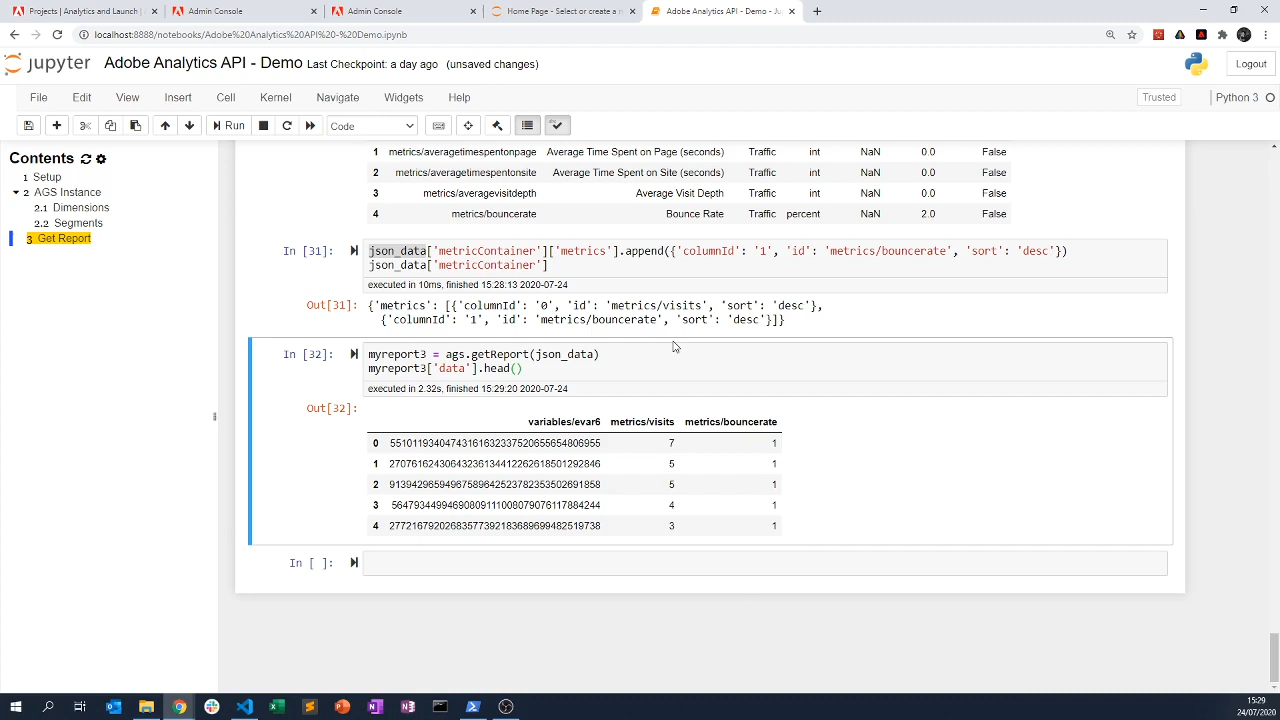 Projects | Analytics and Launch |
Admin Console
Admin Console
Home Page - Select or create a n
Adobe Analytics API - Demo - Ju
localhost:8888/notebooks/Adobe%20Analytics%20API%20-%20Demo.ipynb
jupyter Adobe Analytics API - Demo Last Checkpoint: a day ago (unsaved changes)
Logout
File Edit View Insert Cell Kernel Navigate Widgets Help
Trusted
Python 3
Run
Code
Contents
1 Setup
2 AGS Instance
2.1 Dimensions
2.2 Segments
3 Get Report
1 metrics/averagetimespentonpage Average Time Spent on Page (seconds) Traffic int NaN 0.0 False
2 metrics/averagetimespentonsite Average Time Spent on Site (seconds) Traffic int NaN 0.0 False
3 metrics/averagevisitdepth Average Visit Depth Traffic int NaN 0.0 False
4 metrics/bouncerate Bounce Rate Traffic percent NaN 2.0 False
In [31]: json_data['metricContainer']['metrics'].append({'columnId': '1', 'id': 'metrics/bouncerate', 'sort': 'desc'})
json_data['metricContainer']
executed in 10ms, finished 15:28:13 2020-07-24
Out[31]: {'metrics': [{'columnId': '0', 'id': 'metrics/visits', 'sort': 'desc'},
{'columnId': '1', 'id': 'metrics/bouncerate', 'sort': 'desc'}]}
In [32]: myreport3 = ags.getReport(json_data)
myreport3['data'].head()
executed in 2.32s, finished 15:29:20 2020-07-24
Out[32]:
variables/evar6 metrics/visits metrics/bouncerate
0 55101193404743161632337520655654806955 7 1
1 27076162430643236134412262618501292846 5 1
2 91394296594967589642523782353502691858 5 1
3 56479344994690809111008079076117884244 4 1
4 27721679202683577392183689699482519738 3 1
In [ ]:
15:29
24/07/2020